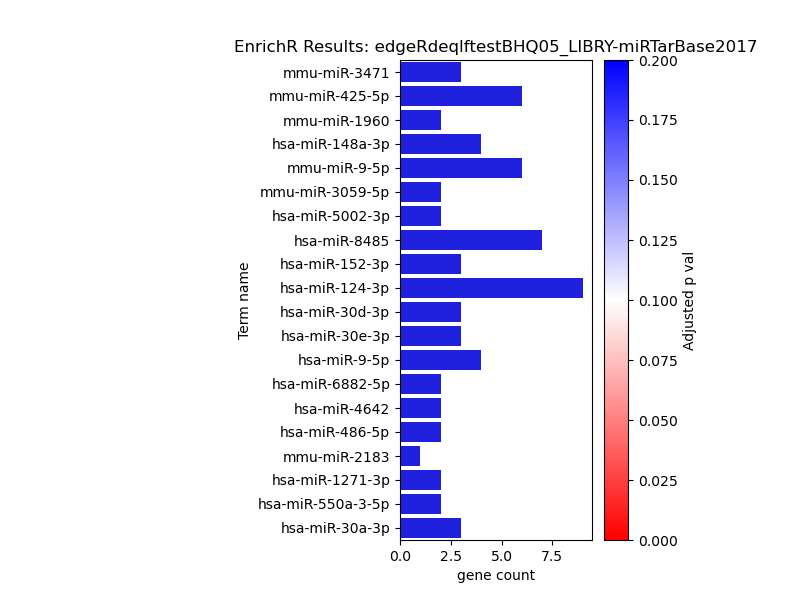 EnrichR Results: edgeRdeqlftestBHQ05_LIBRY-miRTarBase2017
mmu-miR-3471
mmu-miR-425-5p
mmu-miR-1960
hsa-miR-148a-3p
mmu-miR-9-5p
mmu-miR-3059-5p
hsa-miR-5002-3p
hsa-miR-8485
hsa-miR-152-3p
hsa-miR-124-3p
hsa-miR-30d-3p
hsa-miR-30e-3p
hsa-miR-9-5p
hsa-miR-6882-5p
hsa-miR-4642
hsa-miR-486-5p
mmu-miR-2183
hsa-miR-1271-3p
hsa-miR-550a-3-5p
hsa-miR-30a-3p
Term name
0.0 2.5 5.0 7.5
gene count
0.200
0.175
0.150
0.125
0.100
0.075
0.050
0.025
0.000
Adjusted p val